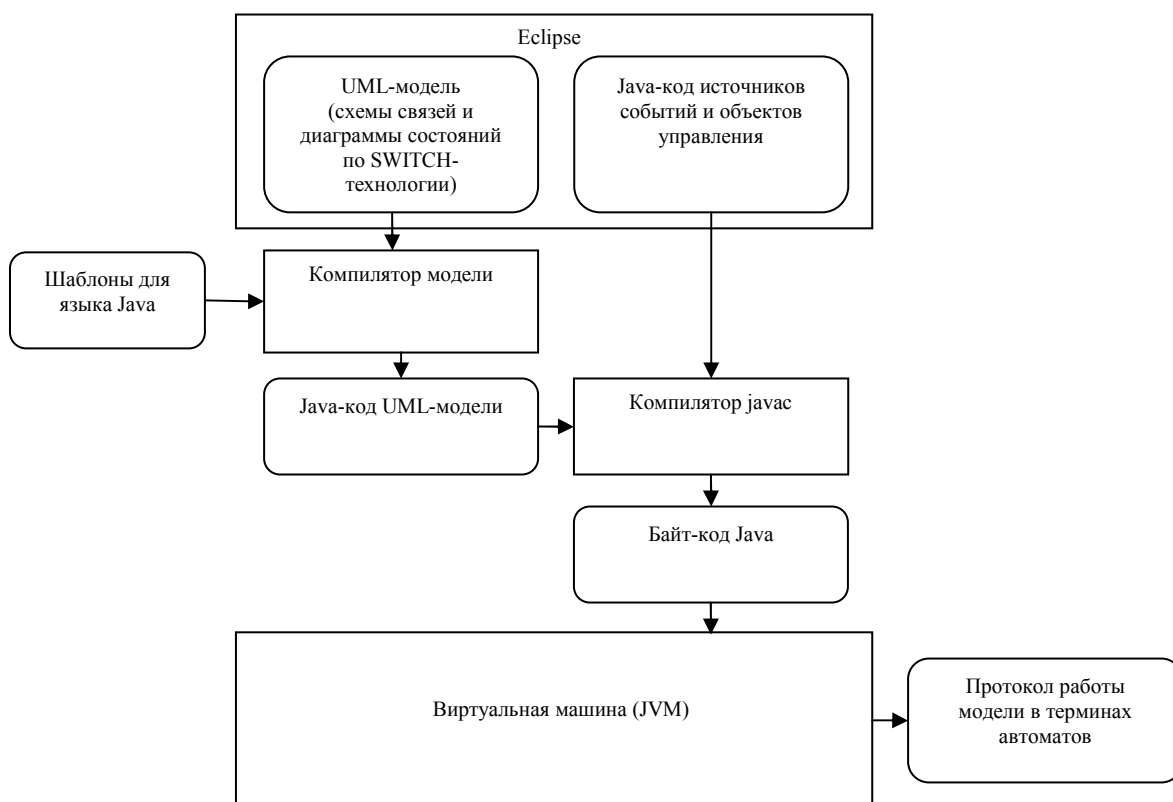 Eclipse
UML-модель
(схемы связей и
диаграммы состояний
по SWITCH-
технологии)
Java-код источников
событий и объектов
управления
Шаблоны для
языка Java
Компилятор модели
Java-код UML-модели
Компилятор javac
Байт-код Java
Виртуальная машина (JVM)
Протокол работы
модели в терминах
автоматов